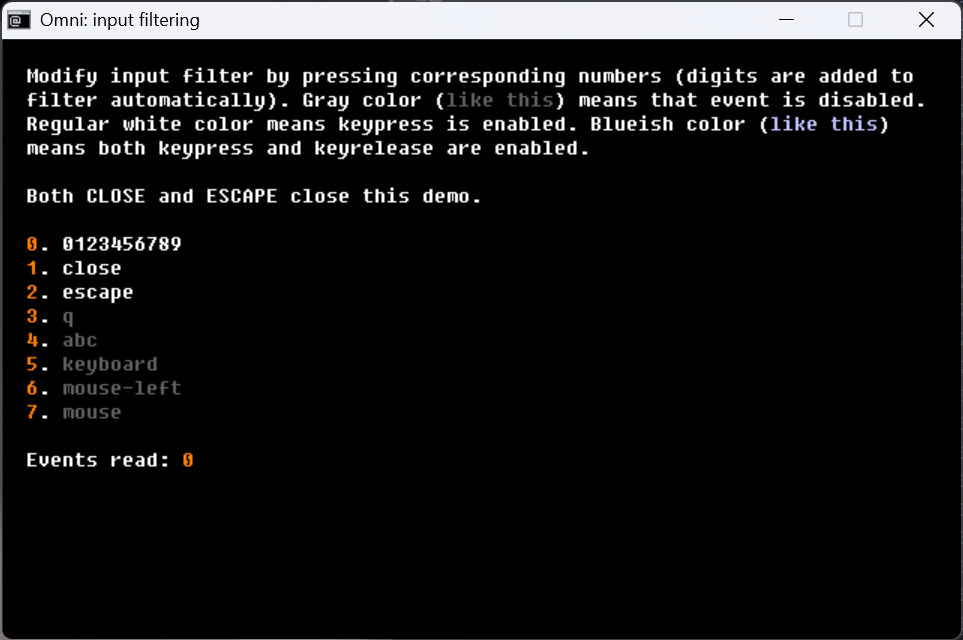 Omni: input filtering
Modify input filter by pressing corresponding numbers (digits are added to
filter automatically). Gray color (like this) means that event is disabled.
Regular white color means keypress is enabled. Blueish color (like this)
means both keypress and keyrelease are enabled.
Both CLOSE and ESCAPE close this demo.
0. 0123456789
1. close
2. escape
3. q
4. abc
5. keyboard
6. mouse-left
7. mouse
Events read: 0